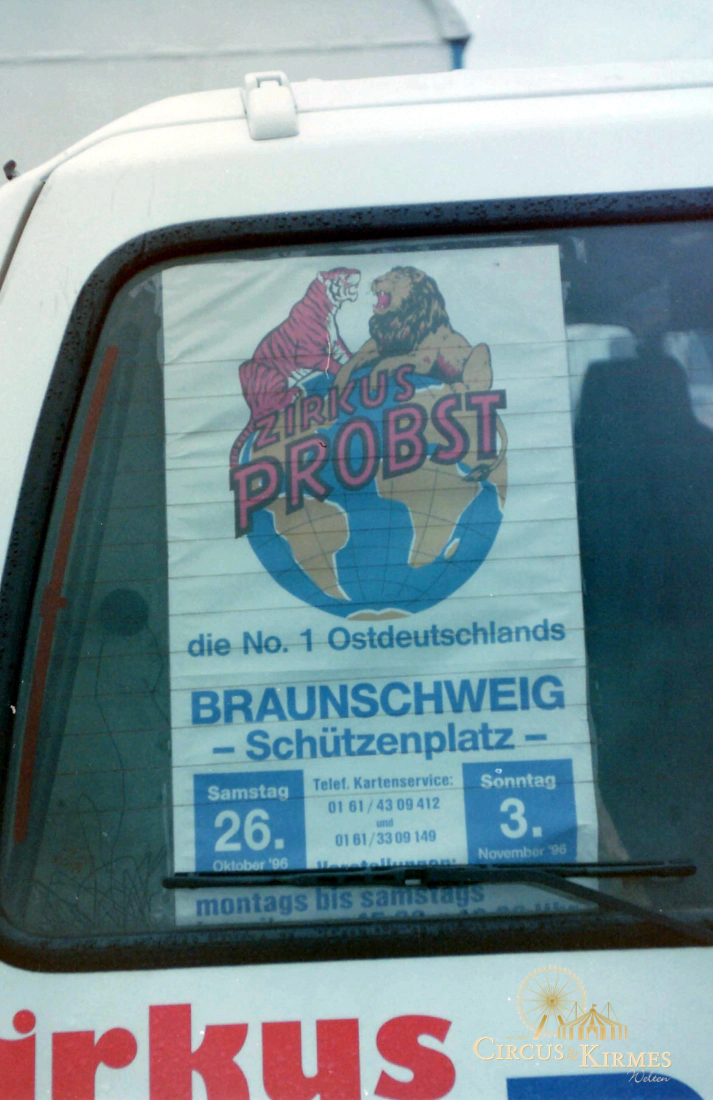 ZIRKUS
PROBST
die No. 1 Ostdeutschlands
BRAUNSCHWEIG
– Schützenplatz –
Samstag
26.
Oktober '96
Telef. Kartenservice:
01 61 / 43 09 412
und
01 61 / 33 09 149
Sonntag
3.
November '96
Vorstellungen:
montags bis samstags
irkus
CIRCUS & KIRMES
Welten